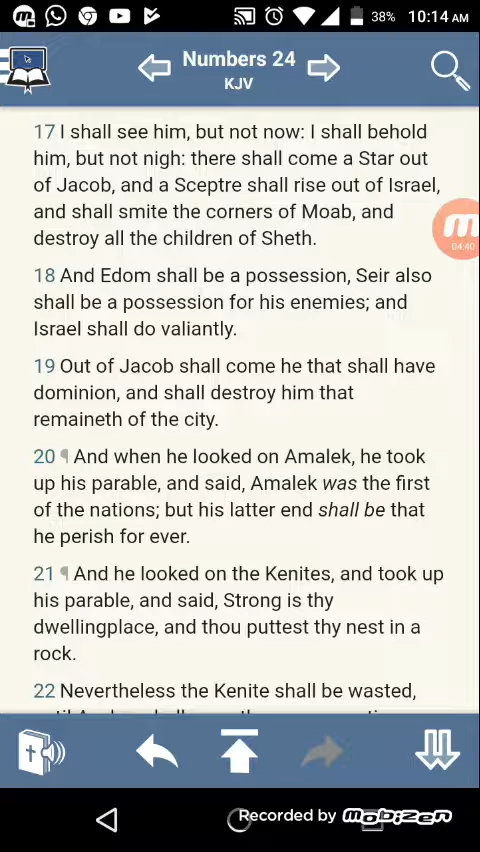 38% 10:14 AM
Numbers 24
KJV
17 I shall see him, but not now: I shall behold
him, but not nigh: there shall come a Star out
of Jacob, and a Sceptre shall rise out of Israel,
and shall smite the corners of Moab, and
destroy all the children of Sheth.
04:40
18 And Edom shall be a possession, Seir also
shall be a possession for his enemies; and
Israel shall do valiantly.
19 Out of Jacob shall come he that shall have
dominion, and shall destroy him that
remaineth of the city.
20 ¶ And when he looked on Amalek, he took
up his parable, and said, Amalek was the first
of the nations; but his latter end shall be that
he perish for ever.
21 ¶ And he looked on the Kenites, and took up
his parable, and said, Strong is thy
dwellingplace, and thou puttest thy nest in a
rock.
22 Nevertheless the Kenite shall be wasted,
Recorded by Mobizen